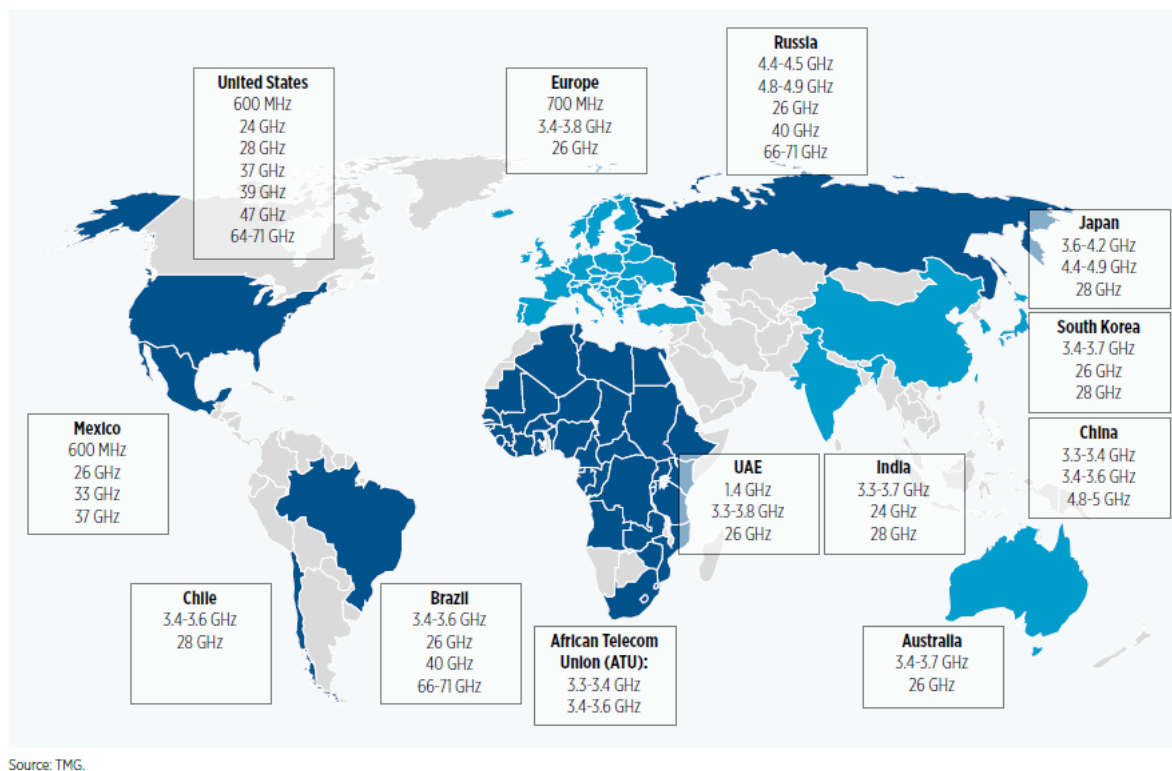 United States
600 MHz
24 GHz
28 GHz
37 GHz
39 GHz
47 GHz
64-71 GHz
Europe
700 MHz
3.4-3.8 GHz
26 GHz
Russia
4.4-4.5 GHz
4.8-4.9 GHz
26 GHz
40 GHz
66-71 GHz
Japan
3.6-4.2 GHz
4.4-4.9 GHz
28 GHz
South Korea
3.4-3.7 GHz
26 GHz
28 GHz
China
3.3-3.4 GHz
3.4-3.6 GHz
4.8-5 GHz
Mexico
600 MHz
26 GHz
33 GHz
37 GHz
UAE
1.4 GHz
3.3-3.8 GHz
26 GHz
India
3.3-3.7 GHz
24 GHz
28 GHz
Chile
3.4-3.6 GHz
28 GHz
Brazil
3.4-3.6 GHz
26 GHz
40 GHz
66-71 GHz
African Telecom
Union (ATU):
3.3-3.4 GHz
3.4-3.6 GHz
Australia
3.4-3.7 GHz
26 GHz
Source: TMG.